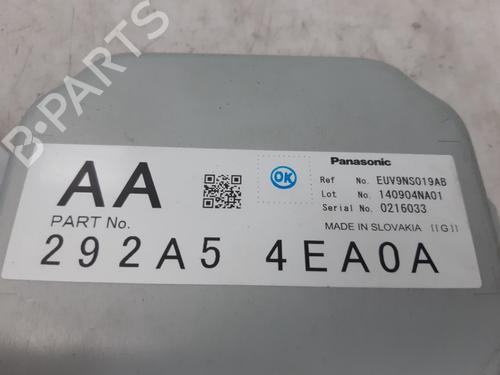 B-PARTS
AA
OK
Panasonic
Ref No. EUV9NS019AB
Lot No. 140904NA01
Serial No. 0216033
PART No.
MADE IN SLOVAKIA ((G))
292A5 4EA0A